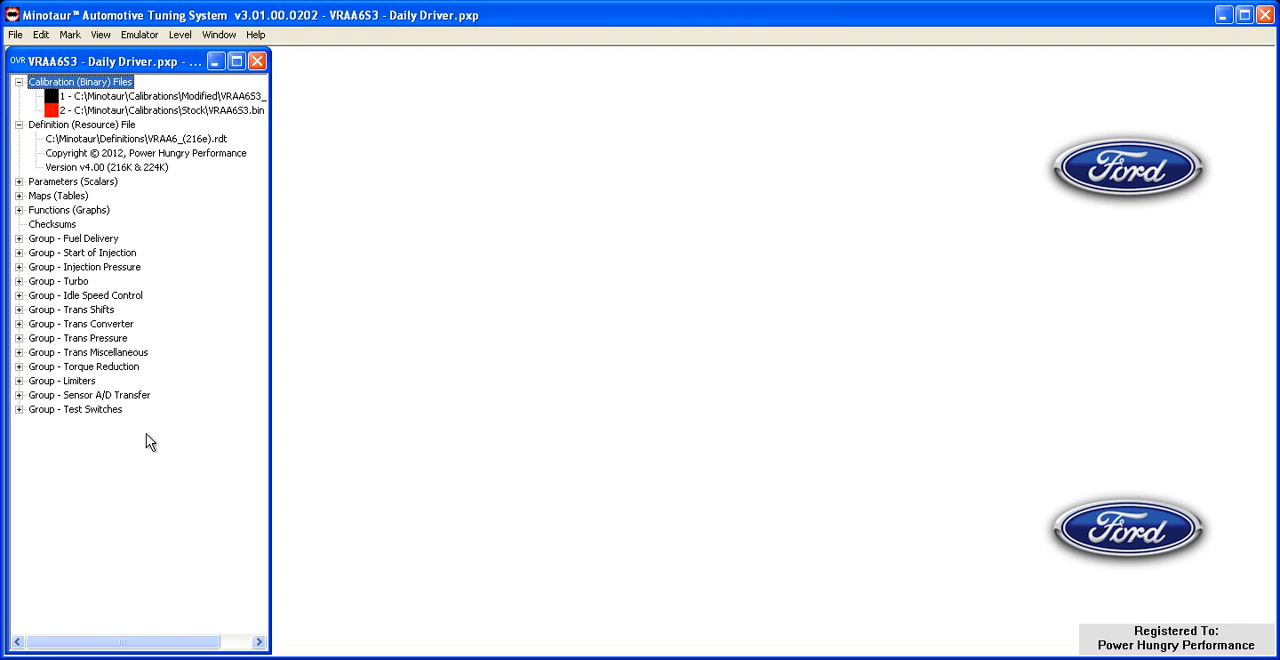 Minotaur™ Automotive Tuning System v3.01.00.0202 - VRAA6S3 - Daily Driver.pxp
File Edit Mark View Emulator Level Window Help
OVR VRAA6S3 - Daily Driver.pxp - ...
Calibration (Binary) Files
1 - C:\Minotaur\Calibrations\Modified\VRAA6S3_
2 - C:\Minotaur\Calibrations\Stock\VRAA6S3.bin
Definition (Resource) File
C:\Minotaur\Definitions\VRAA6_(216e).rdt
Copyright © 2012, Power Hungry Performance
Version v4.00 (216K & 224K)
Parameters (Scalars)
Maps (Tables)
Functions (Graphs)
Checksums
Group - Fuel Delivery
Group - Start of Injection
Group - Injection Pressure
Group - Turbo
Group - Idle Speed Control
Group - Trans Shifts
Group - Trans Converter
Group - Trans Pressure
Group - Trans Miscellaneous
Group - Torque Reduction
Group - Limiters
Group - Sensor A/D Transfer
Group - Test Switches
Ford
Ford
Registered To:
Power Hungry Performance